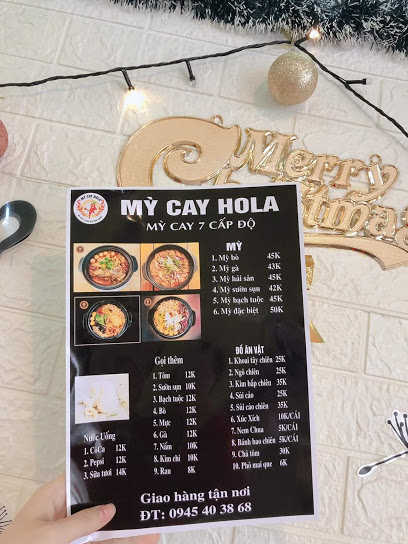 Merry
Christmas
MỲ CAY HOLA
MỲ CAY 7 CẤP ĐỘ
MỲ
1. Mỳ bò 45K
2. Mỳ gà 43K
3. Mỳ hải sản 45K
4. Mỳ sườn sụn 42K
5. Mỳ bạch tuộc 45K
6. Mỳ đặc biệt 50K
Gọi thêm
1. Tôm 12K
2. Sườn sụn 10K
3. Bạch tuộc 12K
4. Bò 12K
5. Mực 12K
6. Gà 12K
7. Nấm 10K
8. Kim chi 10K
9. Rau 8K
ĐỒ ĂN VẶT
1. Khoai tây chiên 25K
2. Ngô chiên 25K
3. Kim bắp chiên 35K
4. Sủi cảo 25K
5. Sủi cảo chiên 35K
6. Xúc Xích 10K/CÁI
7. Nem Chua 5K/CÁI
8. Bánh bao chiên 5K/CÁI
9. Chả tôm 30K
10. Phô mai que 6K
Nước Uống
1. CoCa 12K
2. Pepsi 12K
3. Sữa tươi 14K
Giao hàng tận nơi
ĐT: 0945 40 38 68